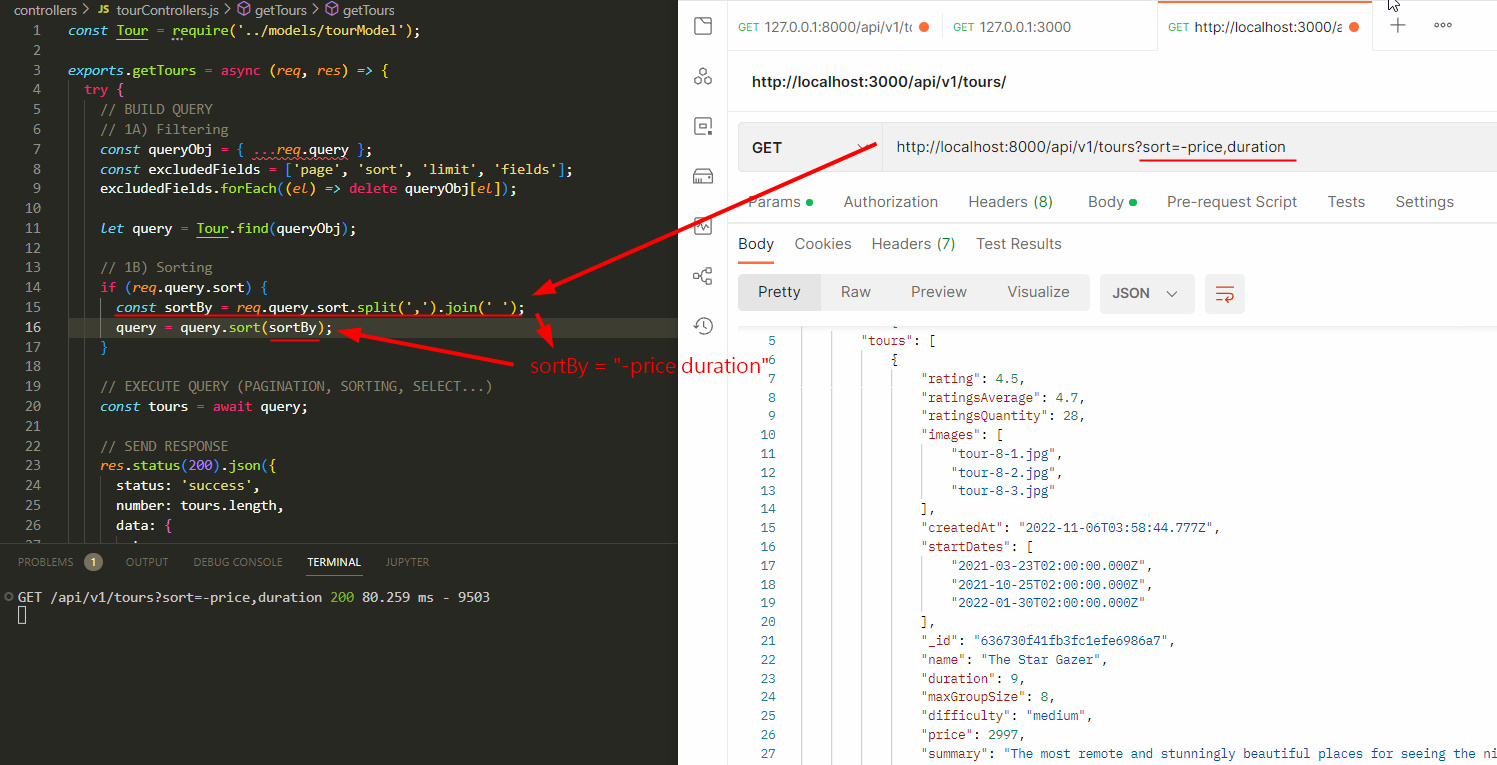 controllers > JS tourControllers.js > getTours > getTours
1 const Tour = require('../models/tourModel');
2
3 exports.getTours = async (req, res) => {
4 try {
5 // BUILD QUERY
6 // 1A) Filtering
7 const queryObj = { ...req.query };
8 const excludedFields = ['page', 'sort', 'limit', 'fields'];
9 excludedFields.forEach((el) => delete queryObj[el]);
10
11 let query = Tour.find(queryObj);
12
13 // 1B) Sorting
14 if (req.query.sort) {
15 const sortBy = req.query.sort.split(',').join(' ');
16 query = query.sort(sortBy);
17 }
18
19 // EXECUTE QUERY (PAGINATION, SORTING, SELECT...)
20 const tours = await query;
21
22 // SEND RESPONSE
23 res.status(200).json({
24 status: 'success',
25 number: tours.length,
26 data: {
sortBy = "-price duration"
PROBLEMS 1 OUTPUT DEBUG CONSOLE TERMINAL JUPYTER
GET /api/v1/tours?sort=-price,duration 200 80.259 ms - 9503
GET 127.0.0.1:8000/api/v1/t GET 127.0.0.1:3000 GET http://localhost:3000/a
http://localhost:3000/api/v1/tours/
GET http://localhost:8000/api/v1/tours?sort=-price,duration
Params Authorization Headers (8) Body Pre-request Script Tests Settings
Body Cookies Headers (7) Test Results
Pretty Raw Preview Visualize JSON
5 "tours": [
6 {
7 "rating": 4.5,
8 "ratingsAverage": 4.7,
9 "ratingsQuantity": 28,
10 "images": [
11 "tour-8-1.jpg",
12 "tour-8-2.jpg",
13 "tour-8-3.jpg"
14 ],
15 "createdAt": "2022-11-06T03:58:44.777Z",
16 "startDates": [
17 "2021-03-23T02:00:00.000Z",
18 "2021-10-25T02:00:00.000Z",
19 "2022-01-30T02:00:00.000Z"
20 ],
21 "_id": "636730f41fb3fc1efe6986a7",
22 "name": "The Star Gazer",
23 "duration": 9,
24 "maxGroupSize": 8,
25 "difficulty": "medium",
26 "price": 2997,
27 "summary": "The most remote and stunningly beautiful places for seeing the ni